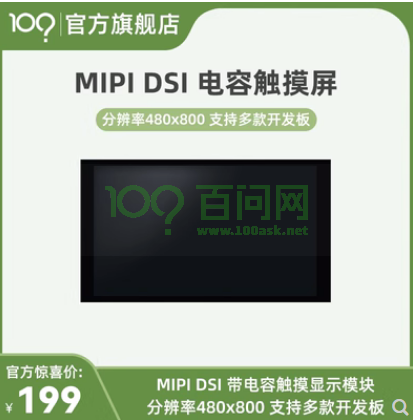 100 官方旗舰店
MIPI DSI 电容触摸屏
分辨率480x800 支持多款开发板
100 百问网
www.100ask.net
官方惊喜价:
¥199
MIPI DSI 带电容触摸显示模块
分辨率480x800 支持多款开发板